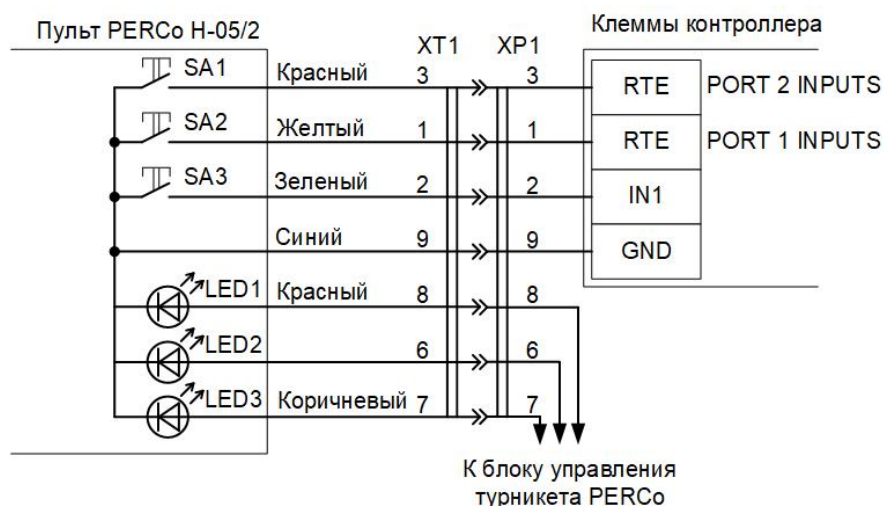 Пульт PERCo H-05/2
XT1
XP1
Клеммы контроллера
SA1 Красный 3 3 RTE PORT 2 INPUTS
SA2 Желтый 1 1 RTE PORT 1 INPUTS
SA3 Зеленый 2 2 IN1
Синий 9 9 GND
LED1 Красный 8 8
LED2 6 6
LED3 Коричневый 7 7
К блоку управления
турникета PERCo